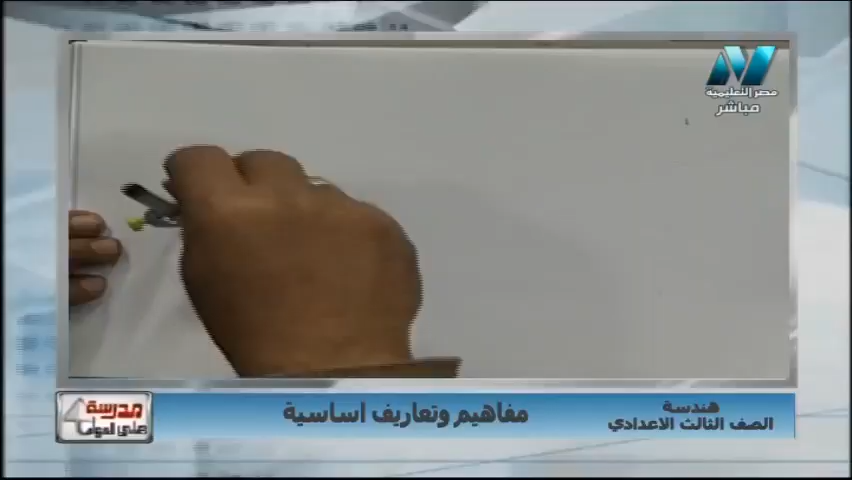 مصر التعليمية
مباشر
هندسة
الصف الثالث الاعدادي
مفاهيم وتعاريف اساسية
مدرسة
على الهواء